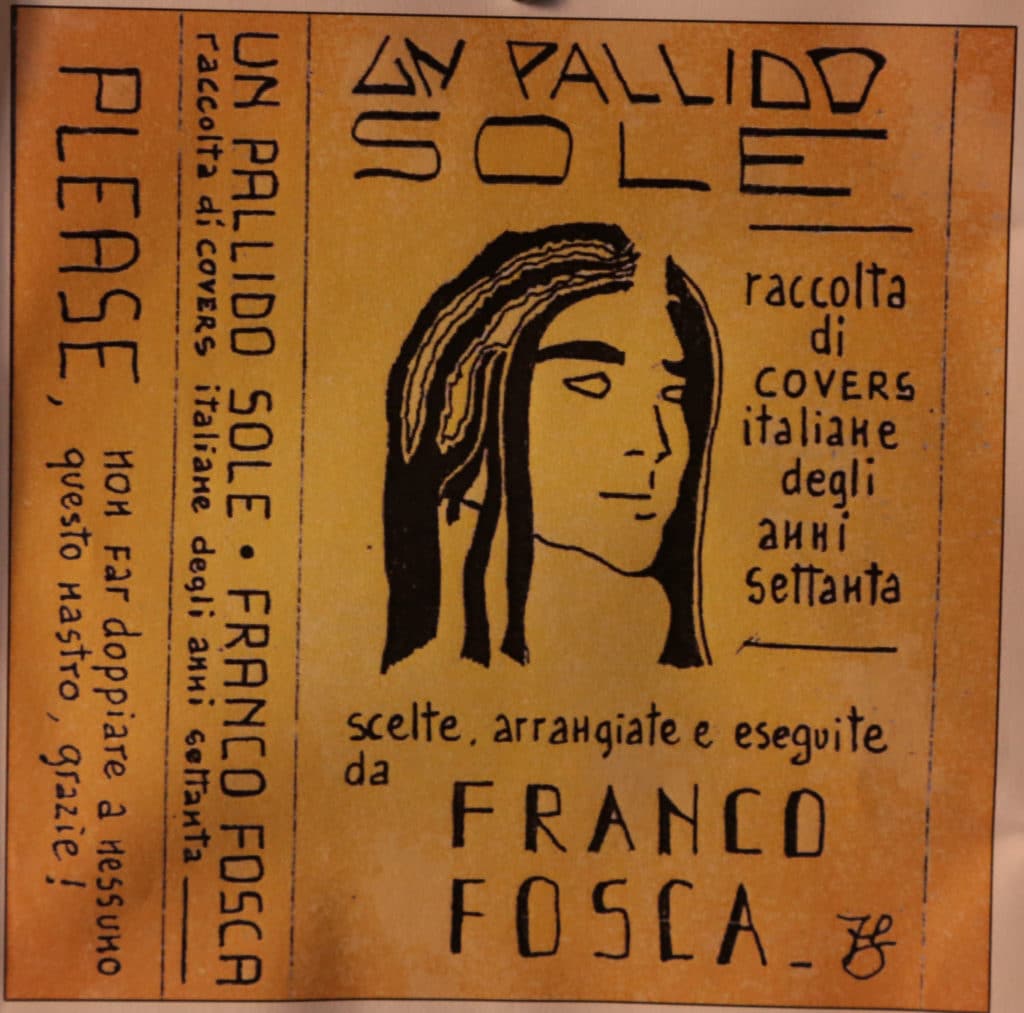 PLEASE,
non far doppiare a nessuno
questo nastro, grazie!
UN PALLIDO SOLE • FRANCO FOSCA
raccolta di COVERS italiane degli anni settanta
UN PALLIDO
SOLE
raccolta
di
COVERS
italiane
degli
anni
settanta
scelte, arrangiate e eseguite
da
FRANCO
FOSCA